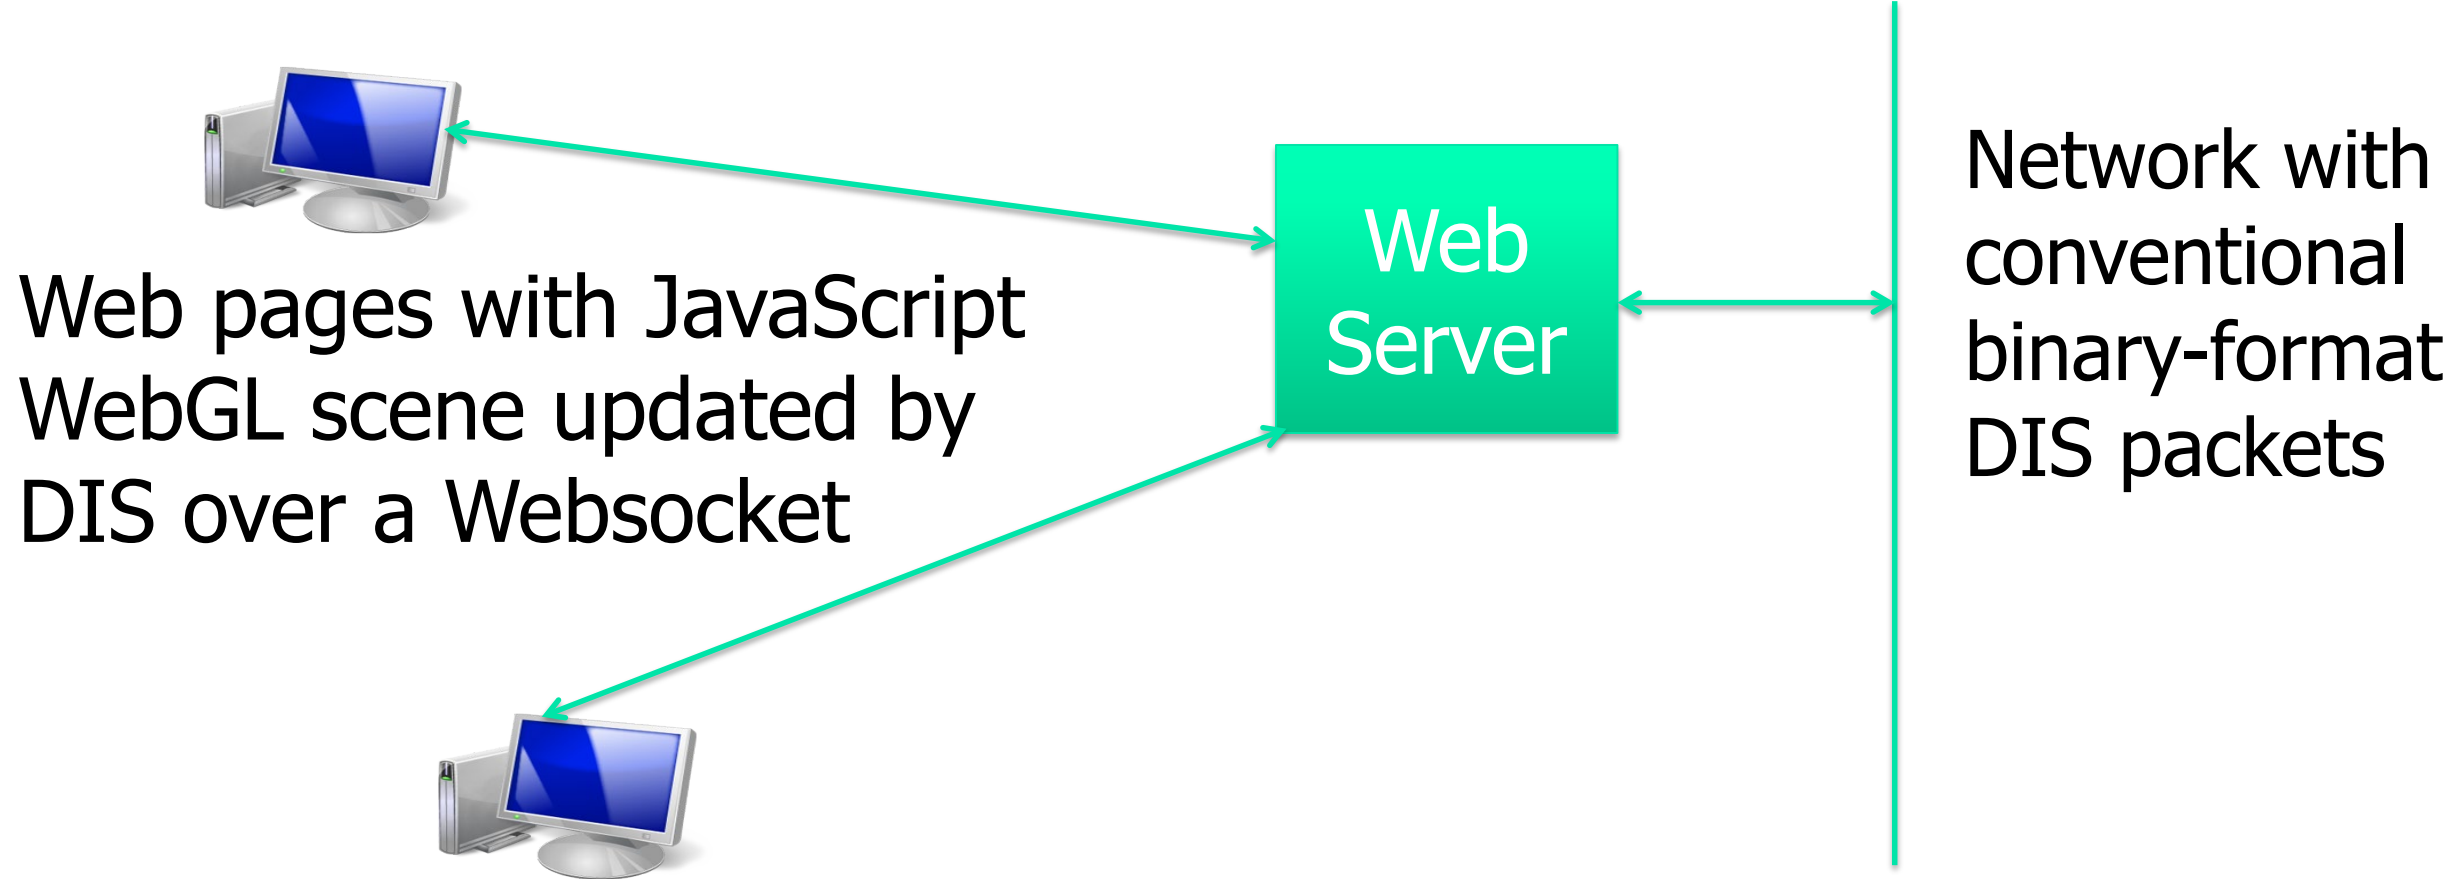 Web pages with JavaScript
WebGL scene updated by
DIS over a Websocket
Web
Server
Network with
conventional
binary-format
DIS packets